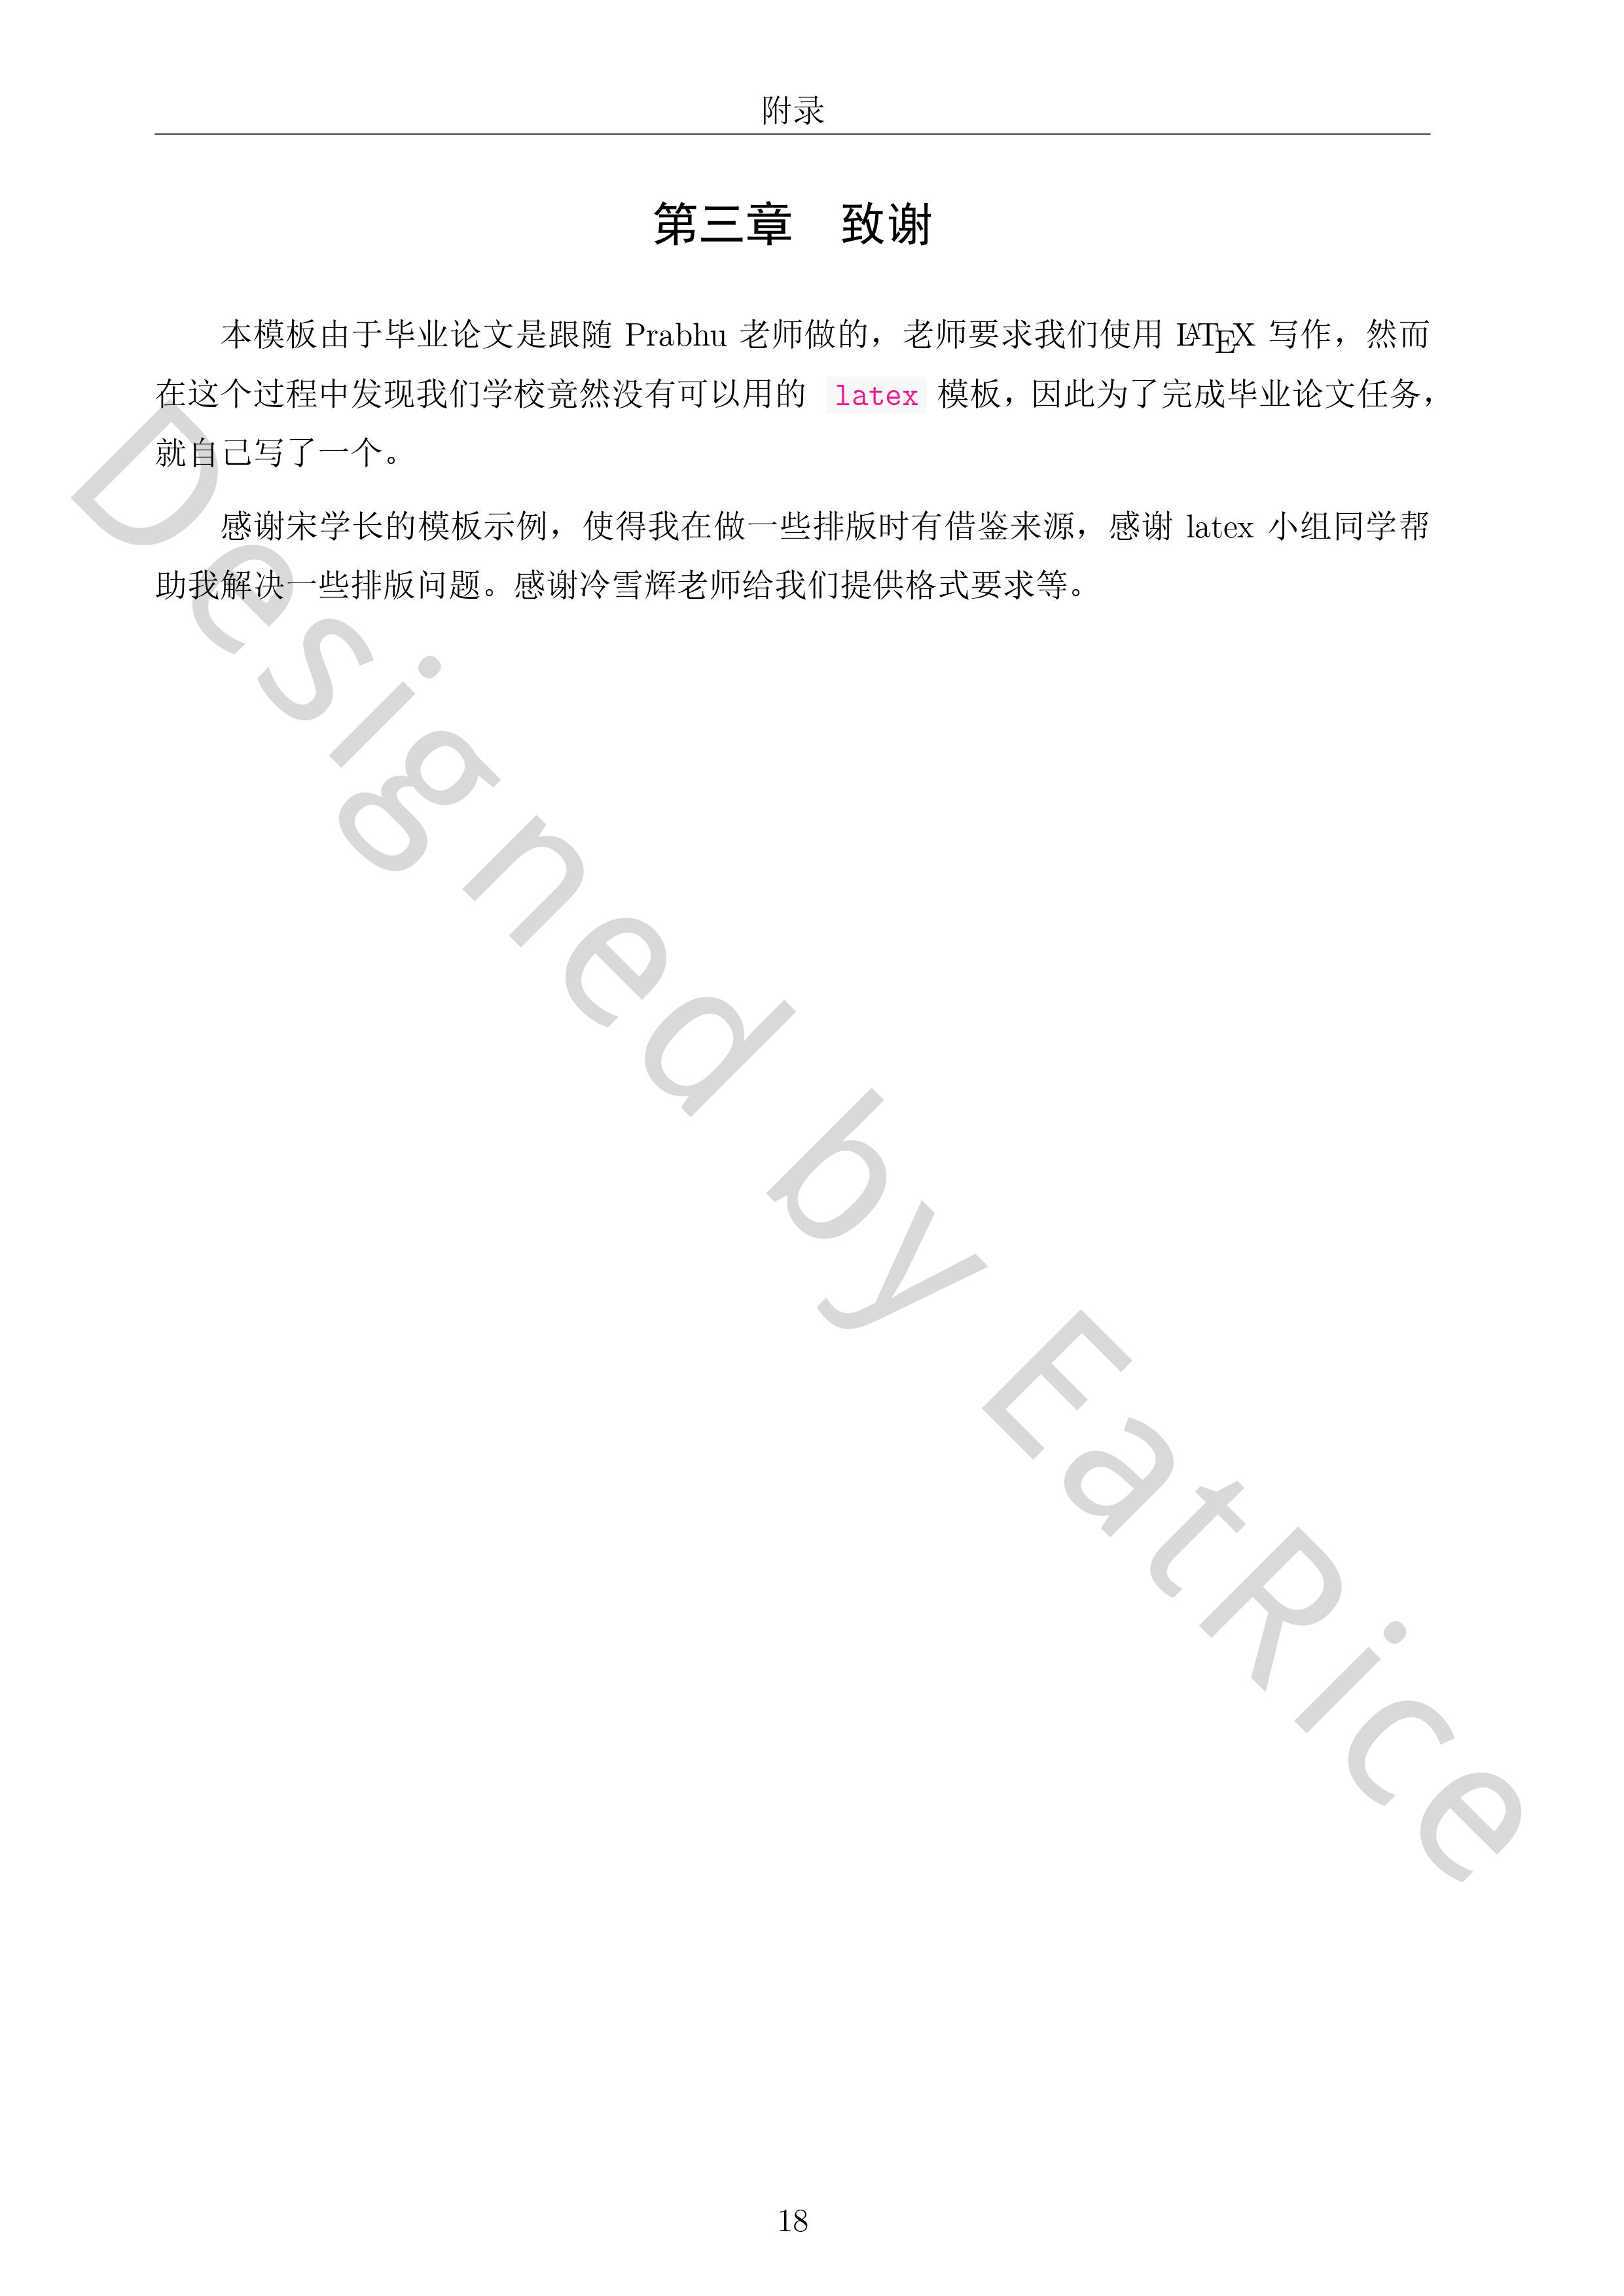 附录
第三章 致谢
本模板由于毕业论文是跟随 Prabhu 老师做的，老师要求我们使用 LATEX 写作，然而
在这个过程中发现我们学校竟然没有可以用的 latex 模板，因此为了完成毕业论文任务，
就自己写了一个。
感谢宋学长的模板示例，使得我在做一些排版时有借鉴来源，感谢 latex 小组同学帮
助我解决一些排版问题。感谢冷雪辉老师给我们提供格式要求等。
Designed by EatRice
18